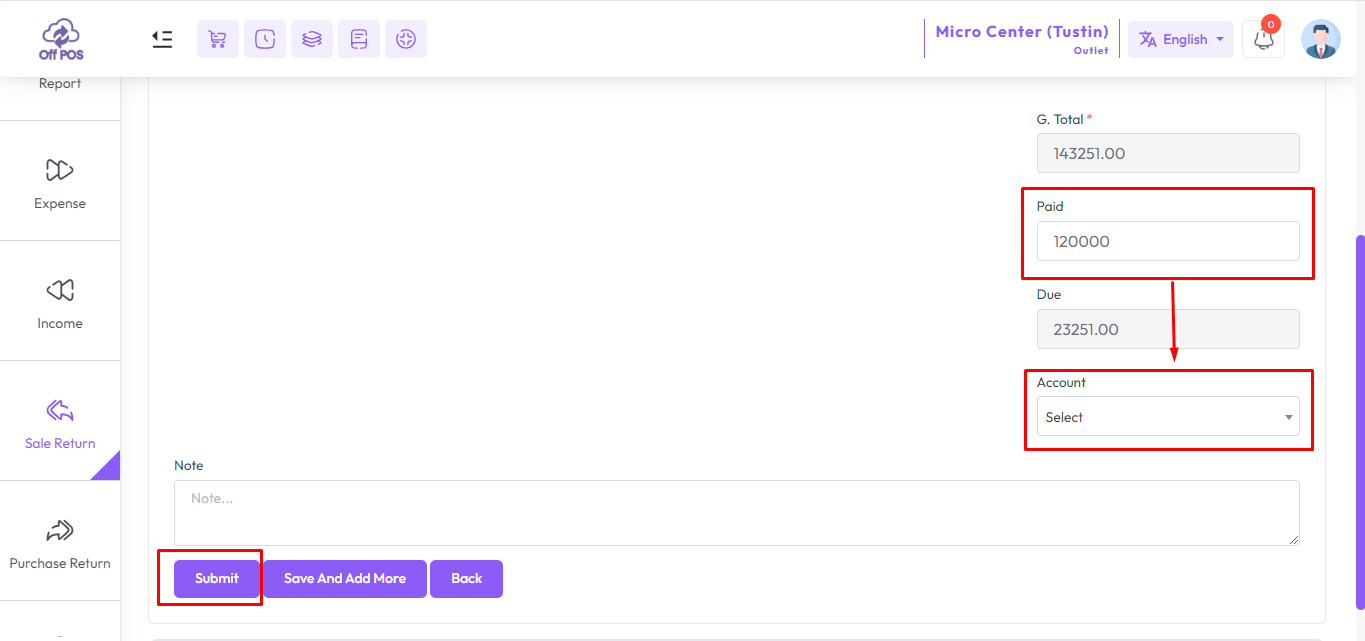 Off POS
Micro Center (Tustin)
Outlet
English
0
Report
Expense
Income
Sale Return
Purchase Return
G. Total *
143251.00
Paid
120000
Due
23251.00
Account
Select
Note
Note...
Submit
Save And Add More
Back